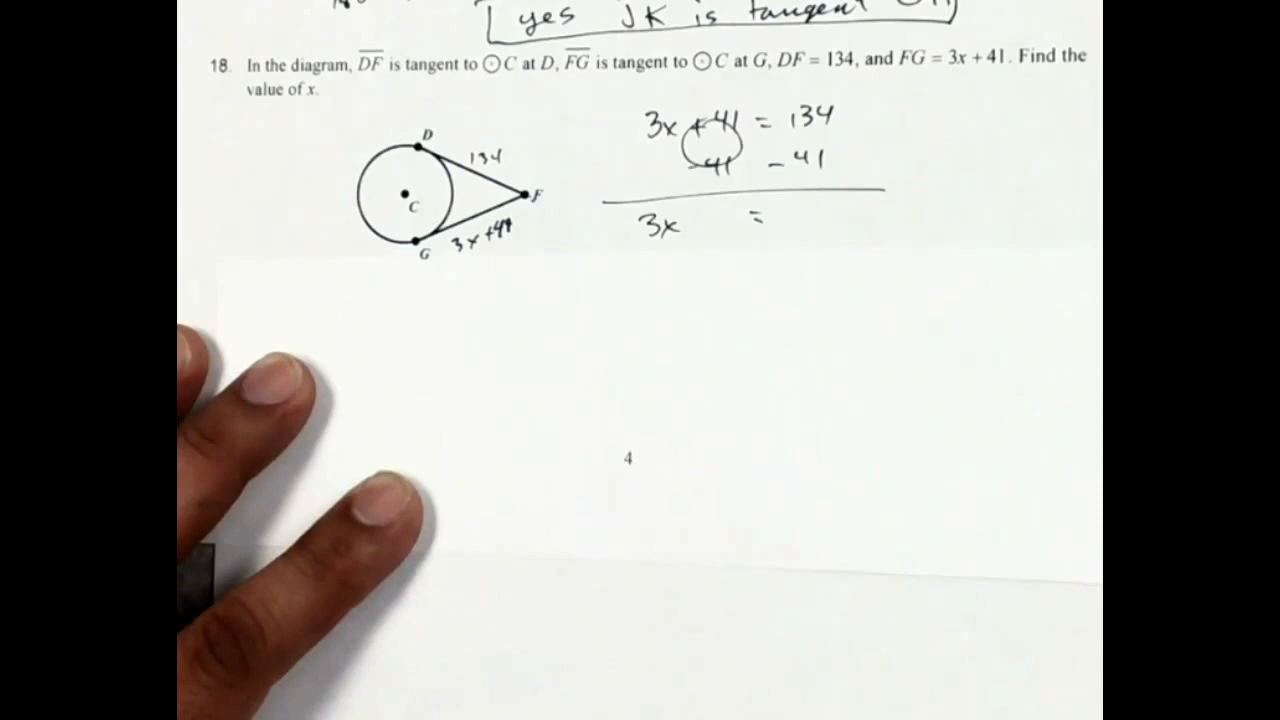 yes JK is tangent
18. In the diagram, DF is tangent to ⊙C at D, FG is tangent to ⊙C at G, DF = 134, and FG = 3x + 41. Find the
value of x.
3x + 41 = 134
-41 - 41
3x =
D
134
C
F
3x +41
G
4